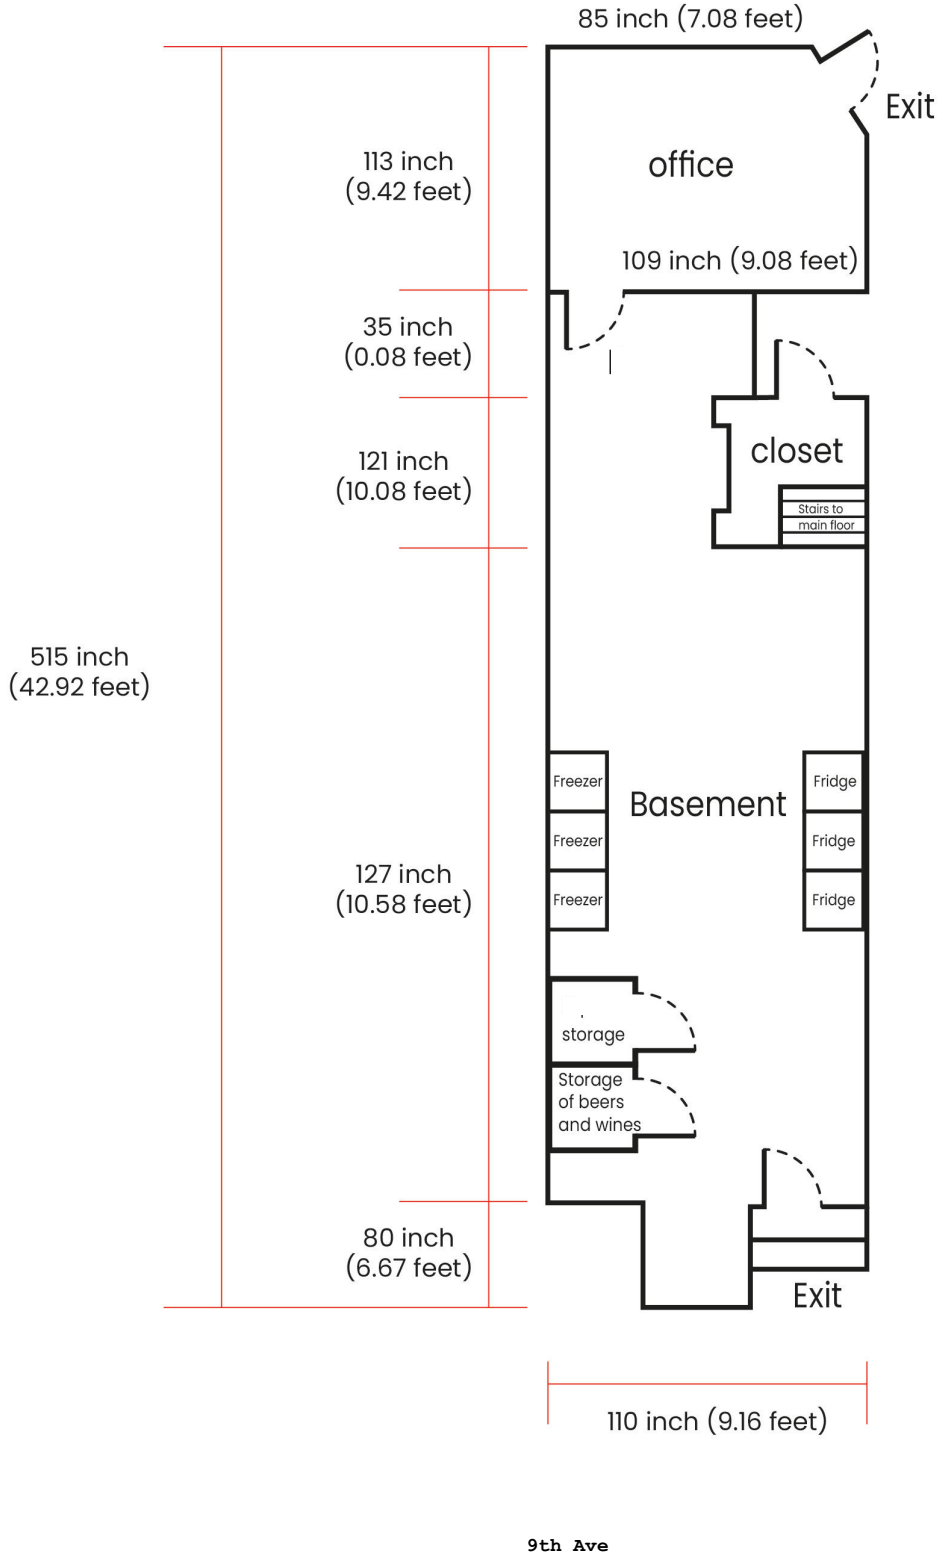 85 inch (7.08 feet)
Exit
113 inch
(9.42 feet)
office
109 inch (9.08 feet)
35 inch
(0.08 feet)
closet
121 inch
(10.08 feet)
Stairs to
main floor
515 inch
(42.92 feet)
Freezer
Fridge
Basement
Freezer
Fridge
127 inch
(10.58 feet)
Freezer
Fridge
storage
Storage
of beers
and wines
80 inch
(6.67 feet)
Exit
110 inch (9.16 feet)
9th Ave